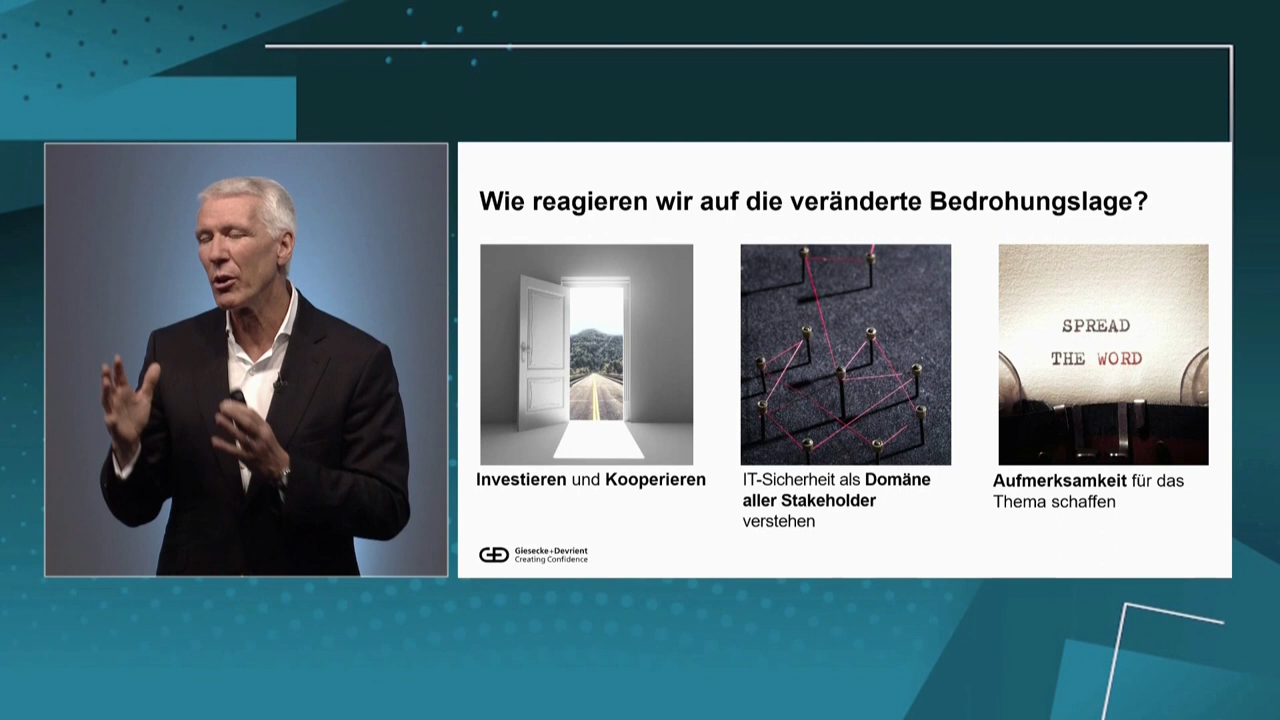 Wie reagieren wir auf die veränderte Bedrohungslage?
SPREAD
THE WORD
Investieren und Kooperieren
IT-Sicherheit als Domäne
aller Stakeholder
verstehen
Aufmerksamkeit für das
Thema schaffen
Giesecke+Devrient
Creating Confidence